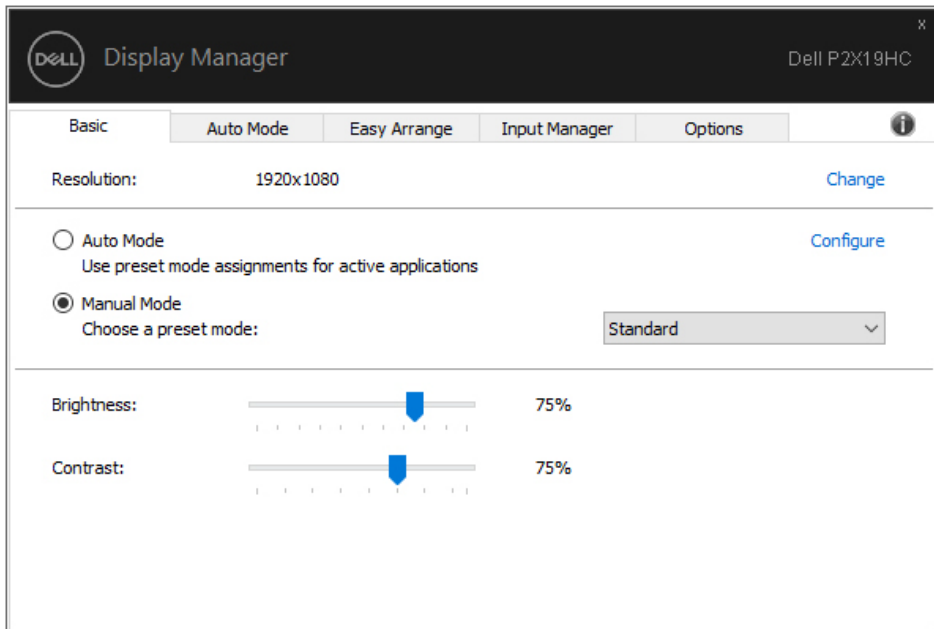 x
DELL Display Manager
Dell P2X19HC
Basic Auto Mode Easy Arrange Input Manager Options i
Resolution: 1920x1080 Change
Auto Mode Configure
Use preset mode assignments for active applications
Manual Mode
Choose a preset mode: Standard
Brightness: 75%
Contrast: 75%